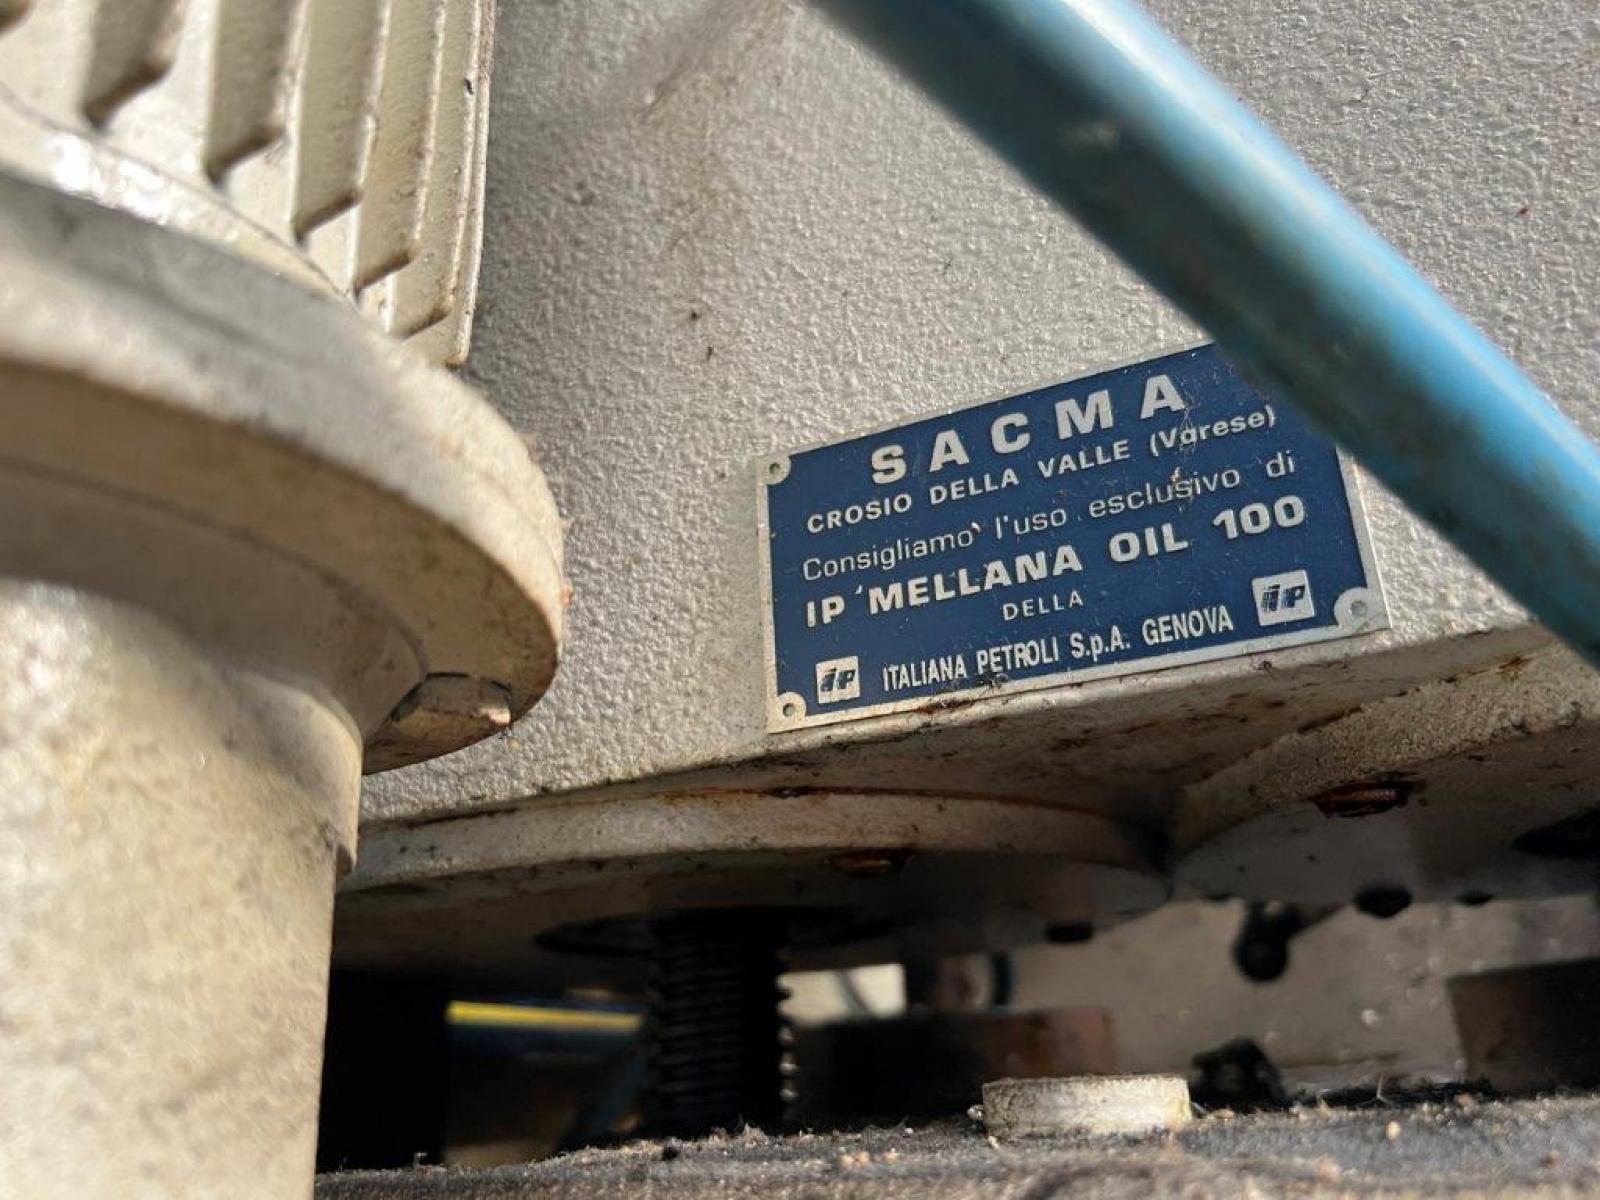 SACMA
CROSIO DELLA VALLE (Varese)
Consigliamo l'uso esclusivo di
IP MELLANA OIL 100
DELLA
ip ITALIANA PETROLI S.p.A. GENOVA ip